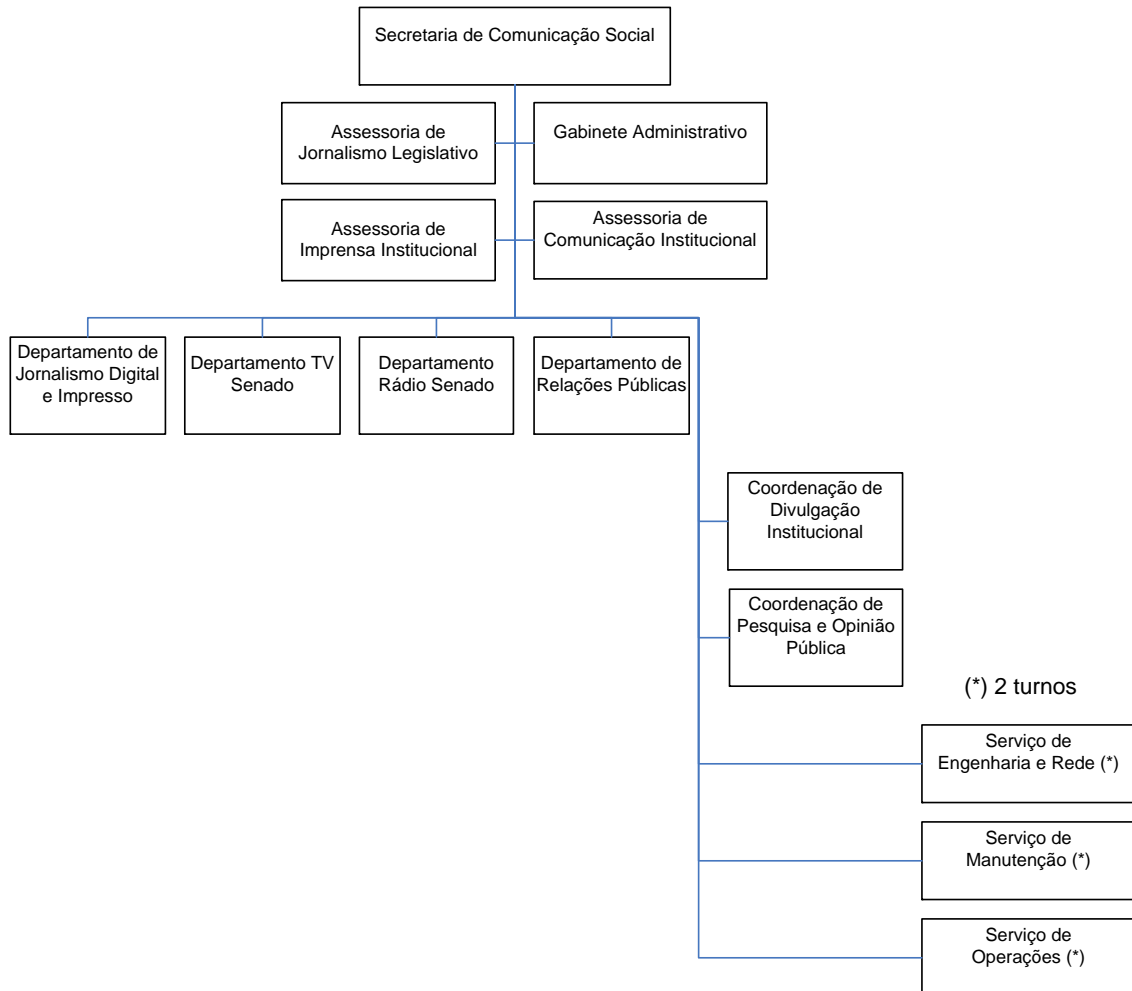 Secretaria de Comunicação Social
Assessoria de
Jornalismo Legislativo
Gabinete Administrativo
Assessoria de
Imprensa Institucional
Assessoria de
Comunicação Institucional
Departamento de
Jornalismo Digital
e Impresso
Departamento TV
Senado
Departamento
Rádio Senado
Departamento de
Relações Públicas
Coordenação de
Divulgação
Institucional
Coordenação de
Pesquisa e Opinião
Pública
(*) 2 turnos
Serviço de
Engenharia e Rede (*)
Serviço de
Manutenção (*)
Serviço de
Operações (*)